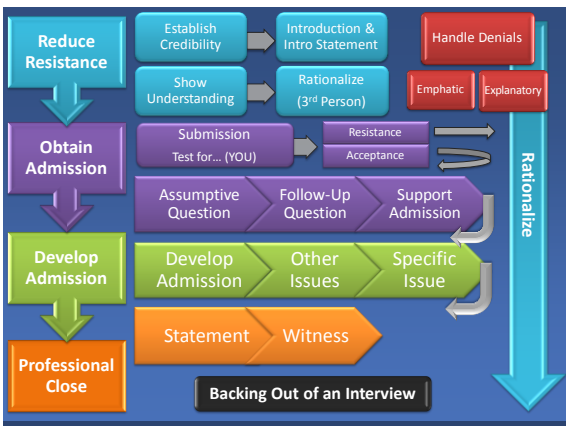 Reduce
Resistance
Establish
Credibility
Introduction &
Intro Statement
Handle Denials
Show
Understanding
Rationalize
(3rd Person)
Emphatic
Explanatory
Obtain
Admission
Submission
Test for... (YOU)
Resistance
Acceptance
Rationalize
Assumptive
Question
Follow-Up
Question
Support
Admission
Develop
Admission
Develop
Admission
Other
Issues
Specific
Issue
Professional
Close
Statement
Witness
Backing Out of an Interview